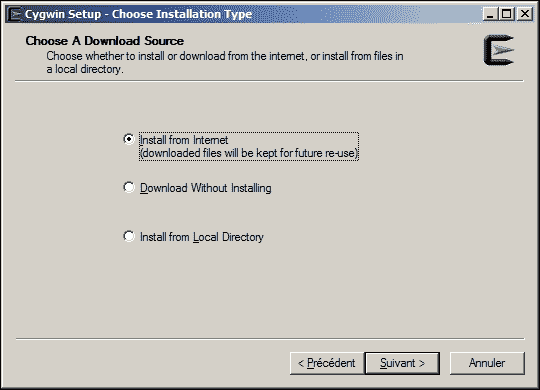 Cygwin Setup - Choose Installation Type
Choose A Download Source
Choose whether to install or download from the internet, or install from files in
a local directory.
Install from Internet
(downloaded files will be kept for future re-use)
Download Without Installing
Install from Local Directory
< Précédent
Suivant >
Annuler